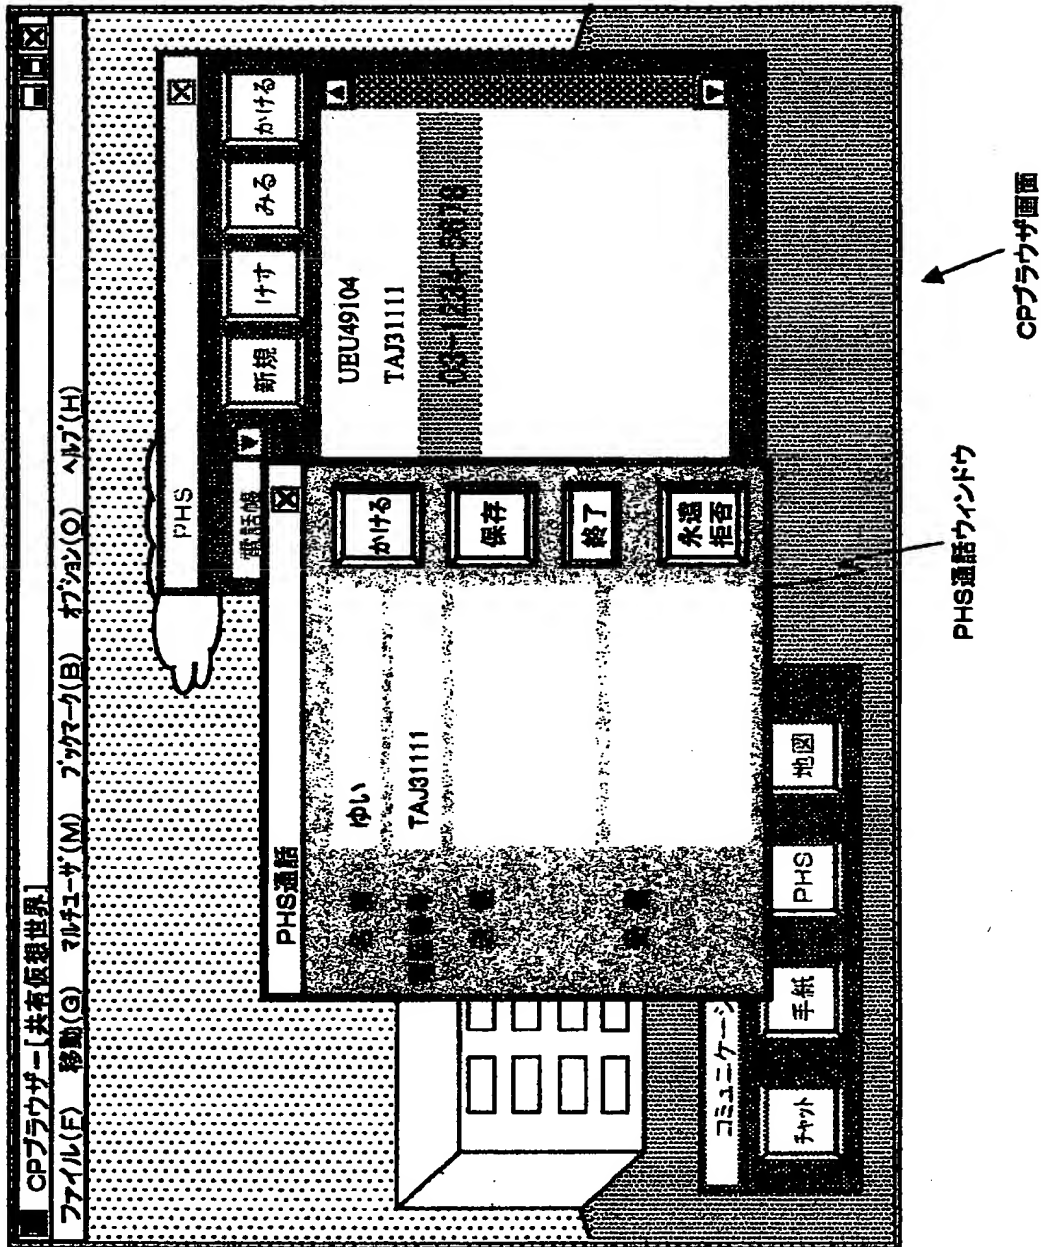 CPブラウザー[共有仮想世界]
ファイル(F) 移動(G) マルチューザ(M) ブックマーク(B) オプション(O) ヘルプ(H)
PHS
電話帳
新規 けす みる かける
UEU49104
TAJ31111
03-1234-5678
PHS通話
ゆい
TAJ31111
かける
保存
終了
永遠
拒否
コミュニケーシ
チャット 手紙 PHS 地図
PHS通話ウィンドウ
CPブラウザ画面